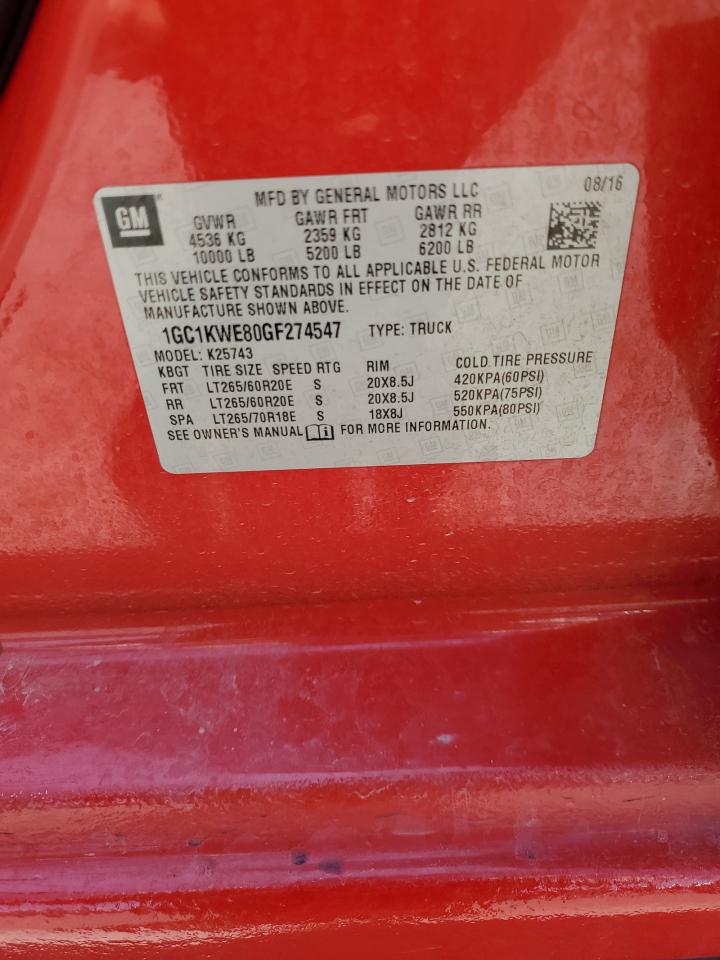 GM
MFD BY GENERAL MOTORS LLC 08/16
GVWR GAWR FRT GAWR RR
4536 KG 2359 KG 2812 KG
10000 LB 5200 LB 6200 LB
THIS VEHICLE CONFORMS TO ALL APPLICABLE U.S. FEDERAL MOTOR
VEHICLE SAFETY STANDARDS IN EFFECT ON THE DATE OF
MANUFACTURE SHOWN ABOVE.
1GC1KWE80GF274547 TYPE: TRUCK
MODEL: K25743
KBGT TIRE SIZE SPEED RTG RIM COLD TIRE PRESSURE
FRT LT265/60R20E S 20X8.5J 420KPA(60PSI)
RR LT265/60R20E S 20X8.5J 520KPA(75PSI)
SPA LT265/70R18E S 18X8J 550KPA(80PSI)
SEE OWNER'S MANUAL FOR MORE INFORMATION.